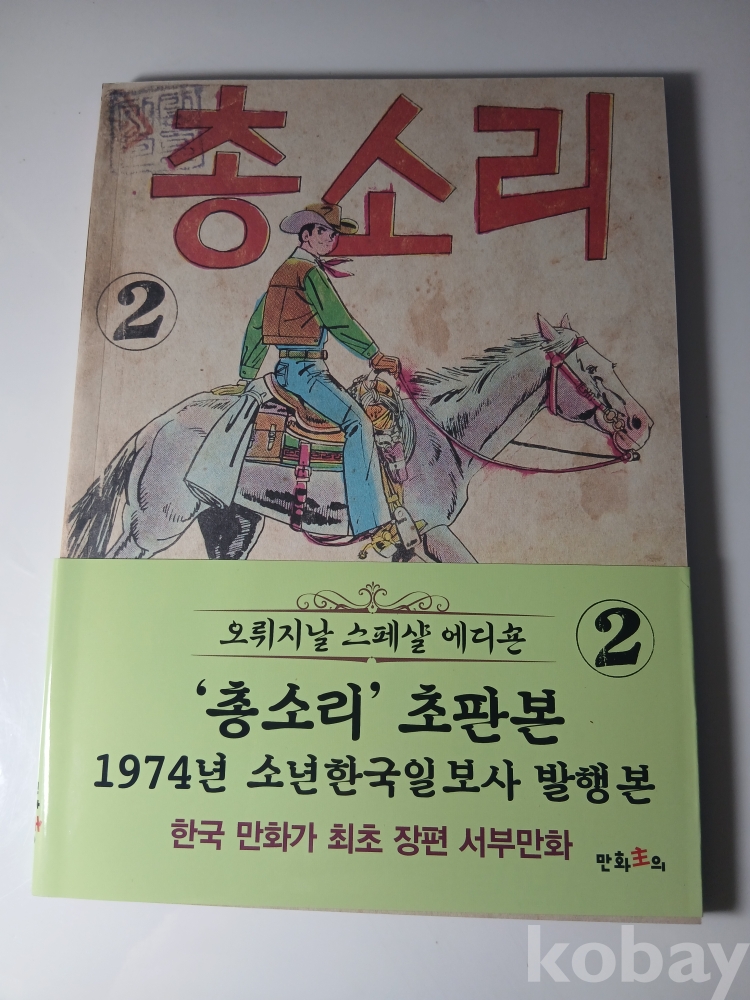 총소리
2
오뤼지날 스페샬 에디숀
2
'총소리' 초판본
1974년 소년한국일보사 발행본
한국 만화가 최초 장편 서부만화
만화主의
kobay